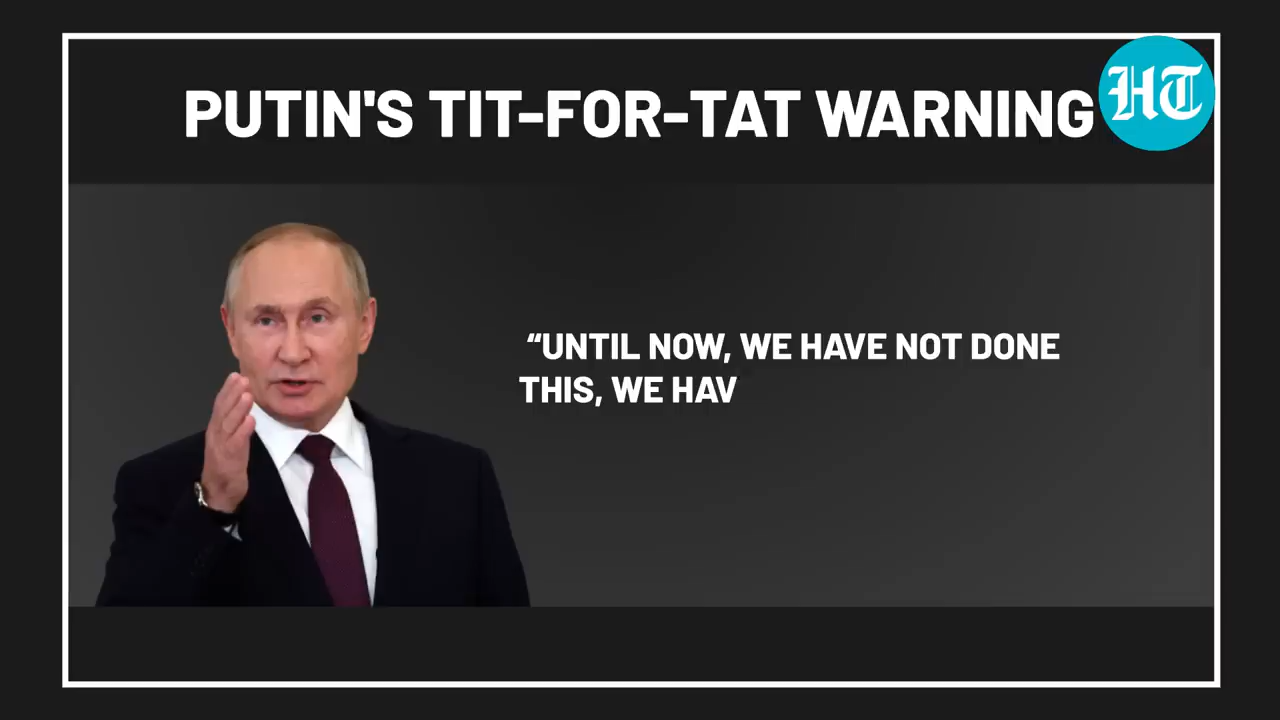 PUTIN'S TIT-FOR-TAT WARNING
HT
“UNTIL NOW, WE HAVE NOT DONE
THIS, WE HAV